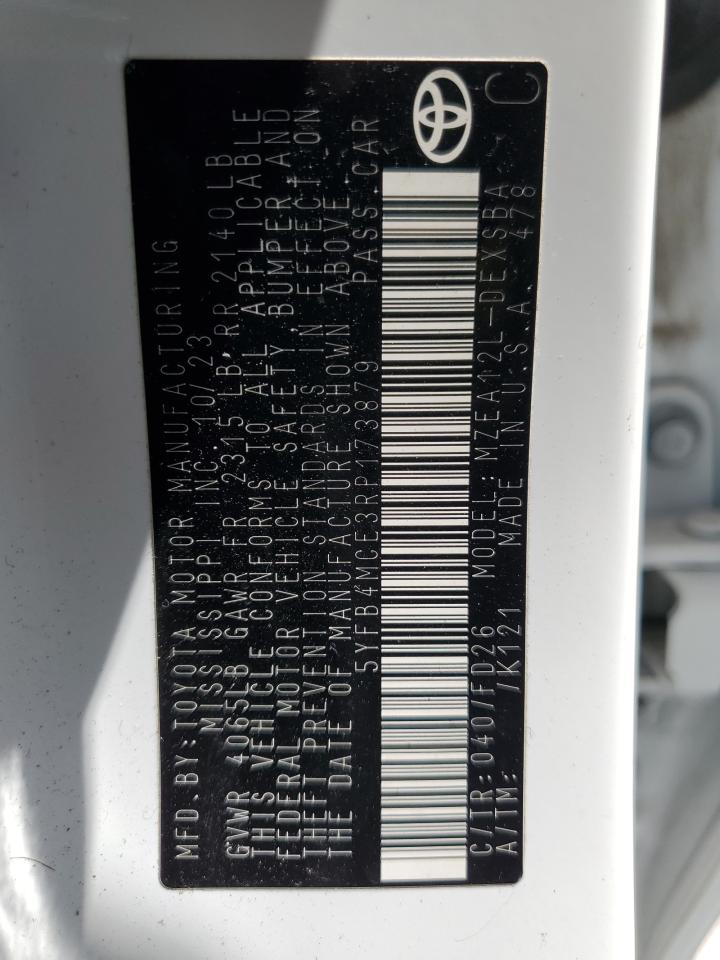 MFD. BY: TOYOTA MOTOR MANUFACTURING
MISSISSIPPI INC. 10/23
GVWR 4065LB GAWR FR 2315 LB, RR 2140 LB
THIS VEHICLE CONFORMS TO ALL APPLICABLE
FEDERAL MOTOR VEHICLE SAFETY BUMPER, AND
THEFT PREVENTION STANDARDS IN EFFECT ON
THE DATE OF MANUFACTURE SHOWN ABOVE.
5YFB4MCE3RP173879 PASS. CAR
C/TR: 040/FD26 MODEL: MZEA12L-DEXSBA
A/TM: /K121 MADE IN U.S.A. 478
C